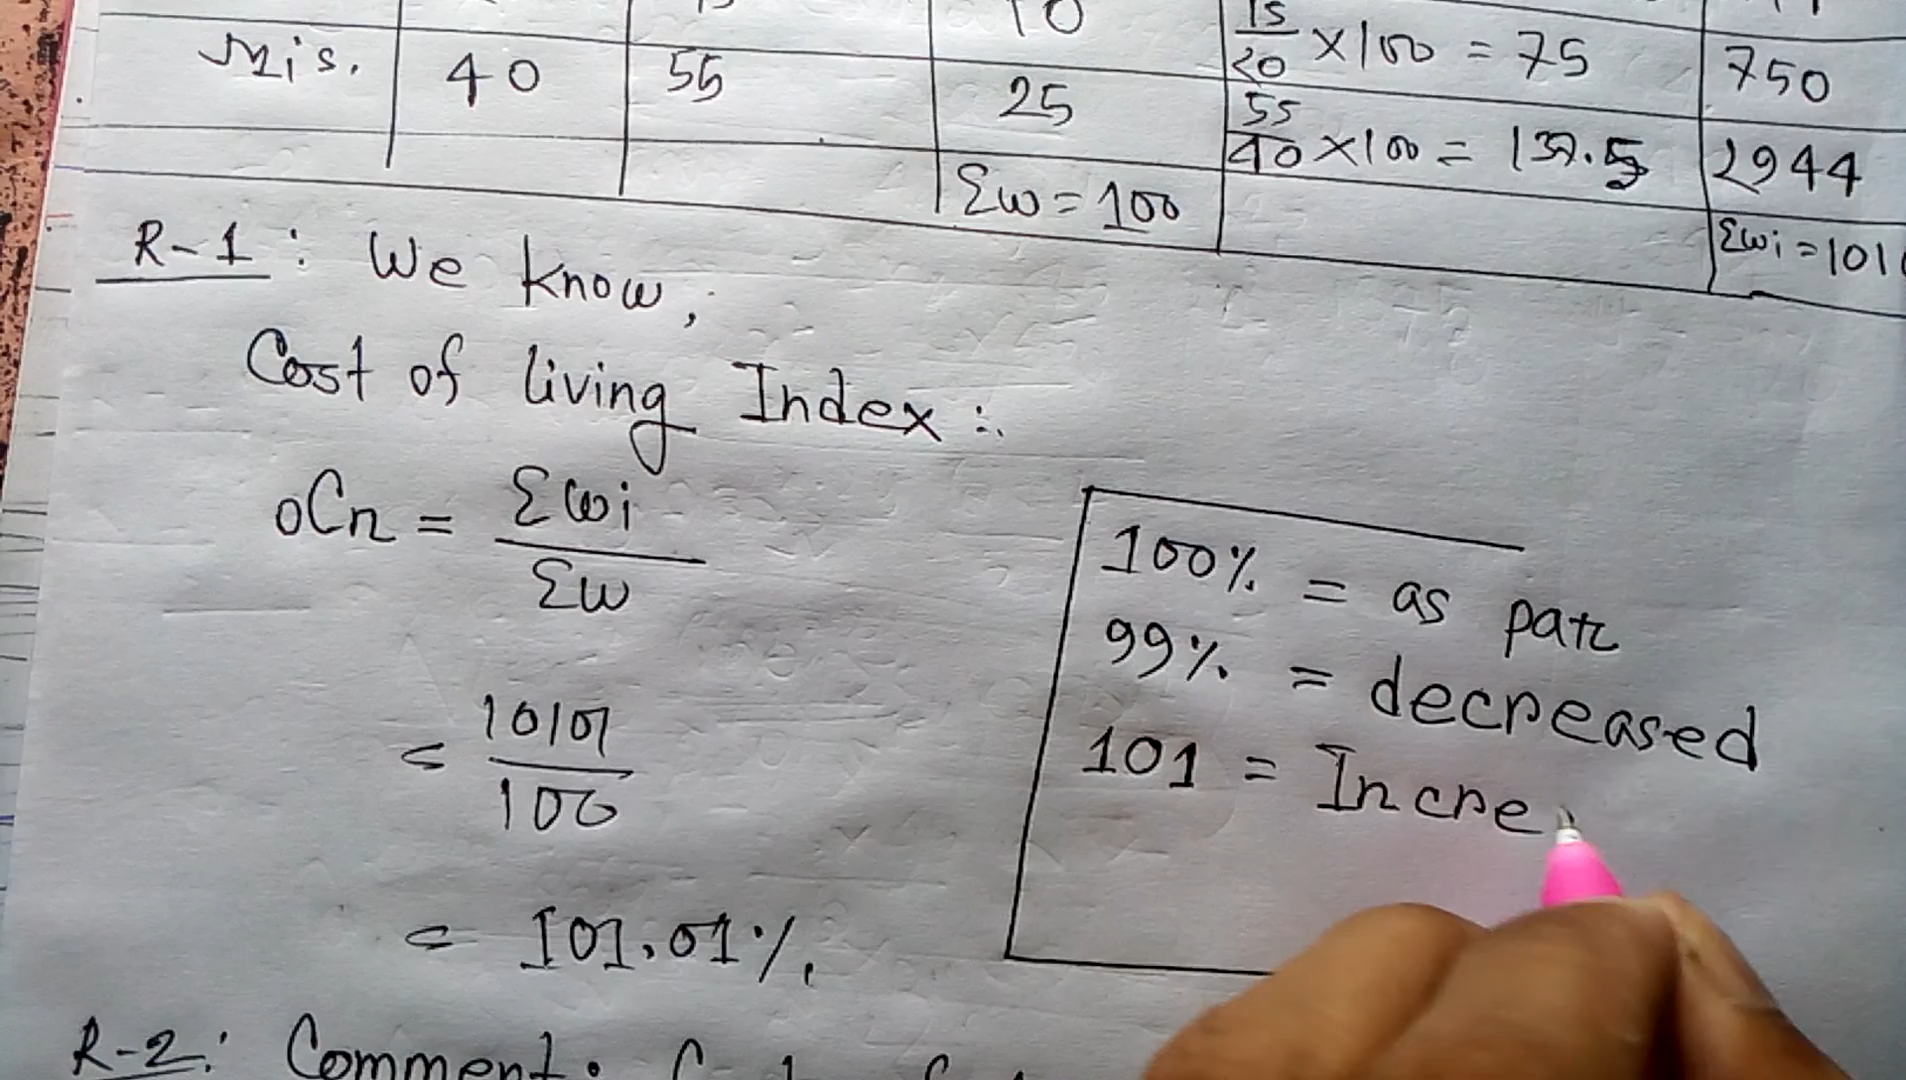 10 15/20 ×100 = 75 750
Mis. 40 55 25 55/40 ×100 = 137.5 2944
Σw = 100 Σwi = 101
R-1: We know,
Cost of living Index :.
oCn = Σwi / Σw
= 10101 / 100
= 101.01%.
100% = as par
99% = decreased
101 = Incre
R-2: Comment: